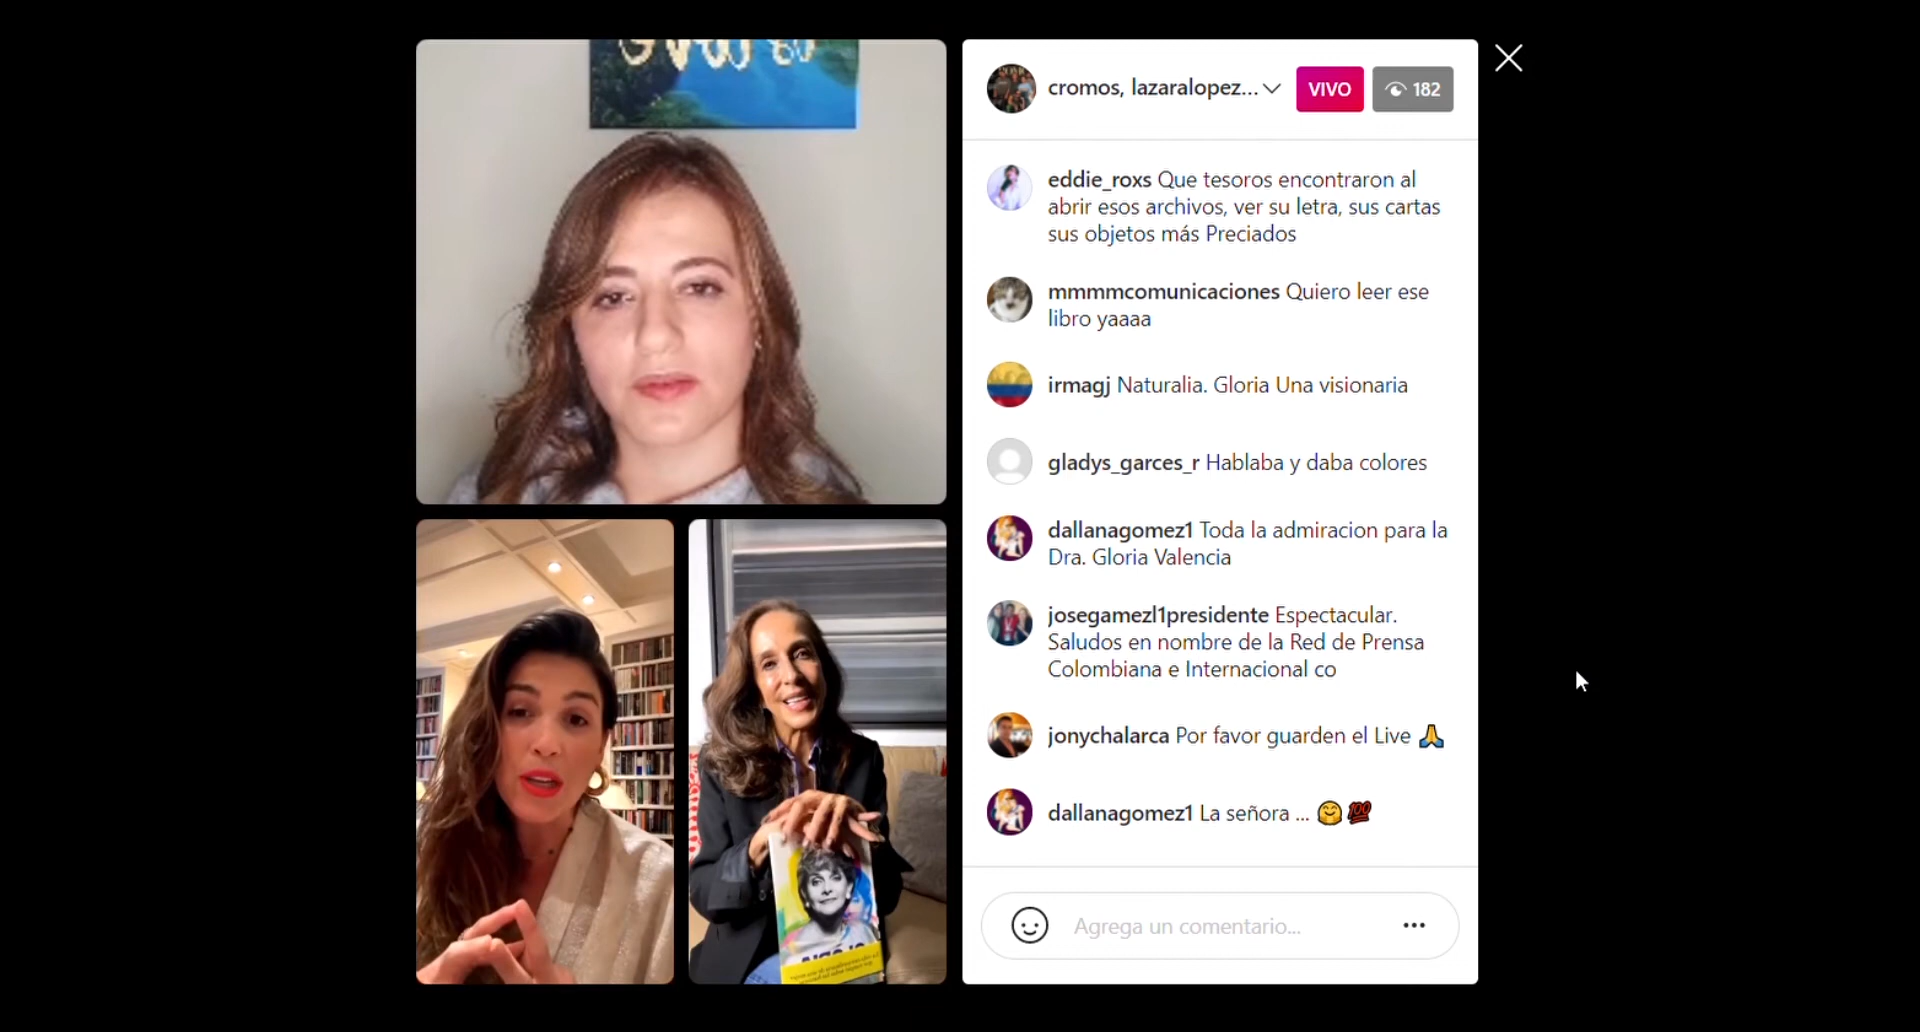 cromos, lazaralopez...
VIVO
182
eddie_roxs Que tesoros encontraron al
abrir esos archivos, ver su letra, sus cartas
sus objetos más Preciados
mmmmcomunicaciones Quiero leer ese
libro yaaaa
irmagj Naturalia. Gloria Una visionaria
gladys_garces_r Hablaba y daba colores
dallanagomez1 Toda la admiracion para la
Dra. Gloria Valencia
josegamezl1presidente Espectacular.
Saludos en nombre de la Red de Prensa
Colombiana e Internacional co
jonychalarca Por favor guarden el Live 🙏
dallanagomez1 La señora ... 🤗 💯
Agrega un comentario...
GLORIA